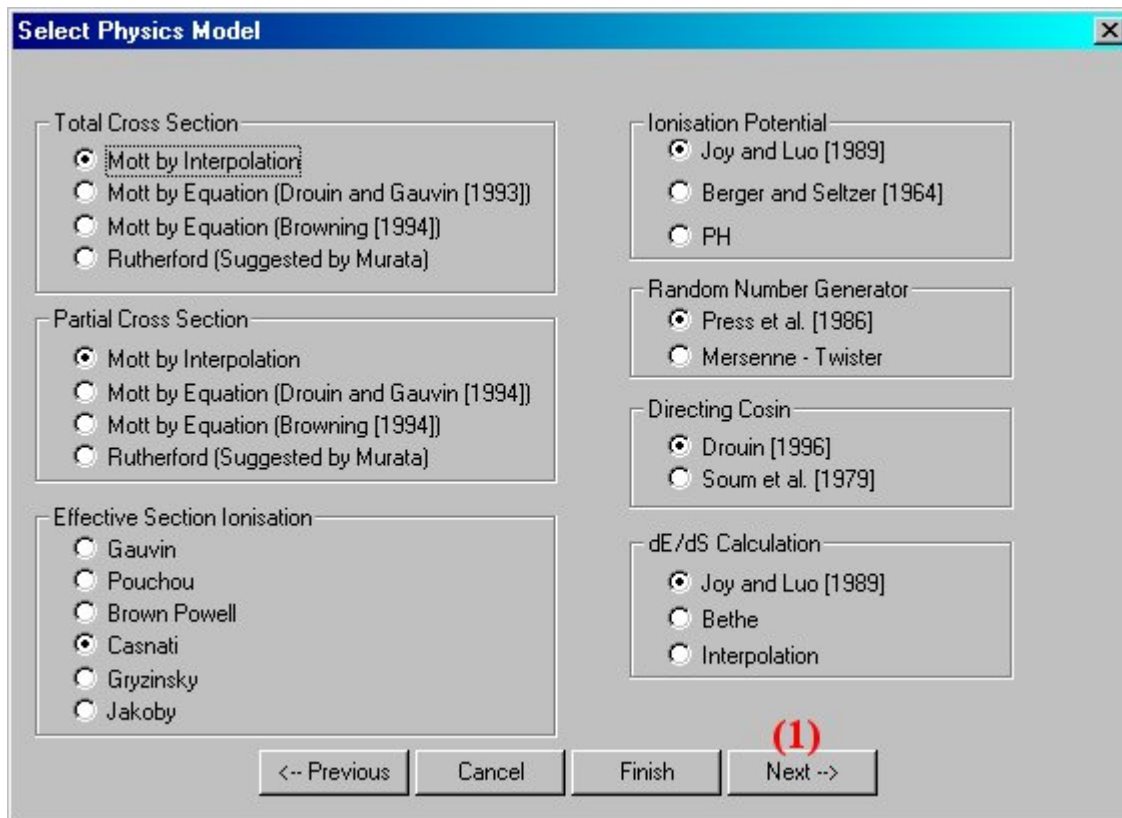 Select Physics Model
Total Cross Section
Mott by Interpolation
Mott by Equation (Drouin and Gauvin [1993])
Mott by Equation (Browning [1994])
Rutherford (Suggested by Murata)
Partial Cross Section
Mott by Interpolation
Mott by Equation (Drouin and Gauvin [1994])
Mott by Equation (Browning [1994])
Rutherford (Suggested by Murata)
Effective Section Ionisation
Gauvin
Pouchou
Brown Powell
Casnati
Gryzinsky
Jakoby
Ionisation Potential
Joy and Luo [1989]
Berger and Seltzer [1964]
PH
Random Number Generator
Press et al. [1986]
Mersenne - Twister
Directing Cosin
Drouin [1996]
Soum et al. [1979]
dE/dS Calculation
Joy and Luo [1989]
Bethe
Interpolation
(1)
<-- Previous
Cancel
Finish
Next -->